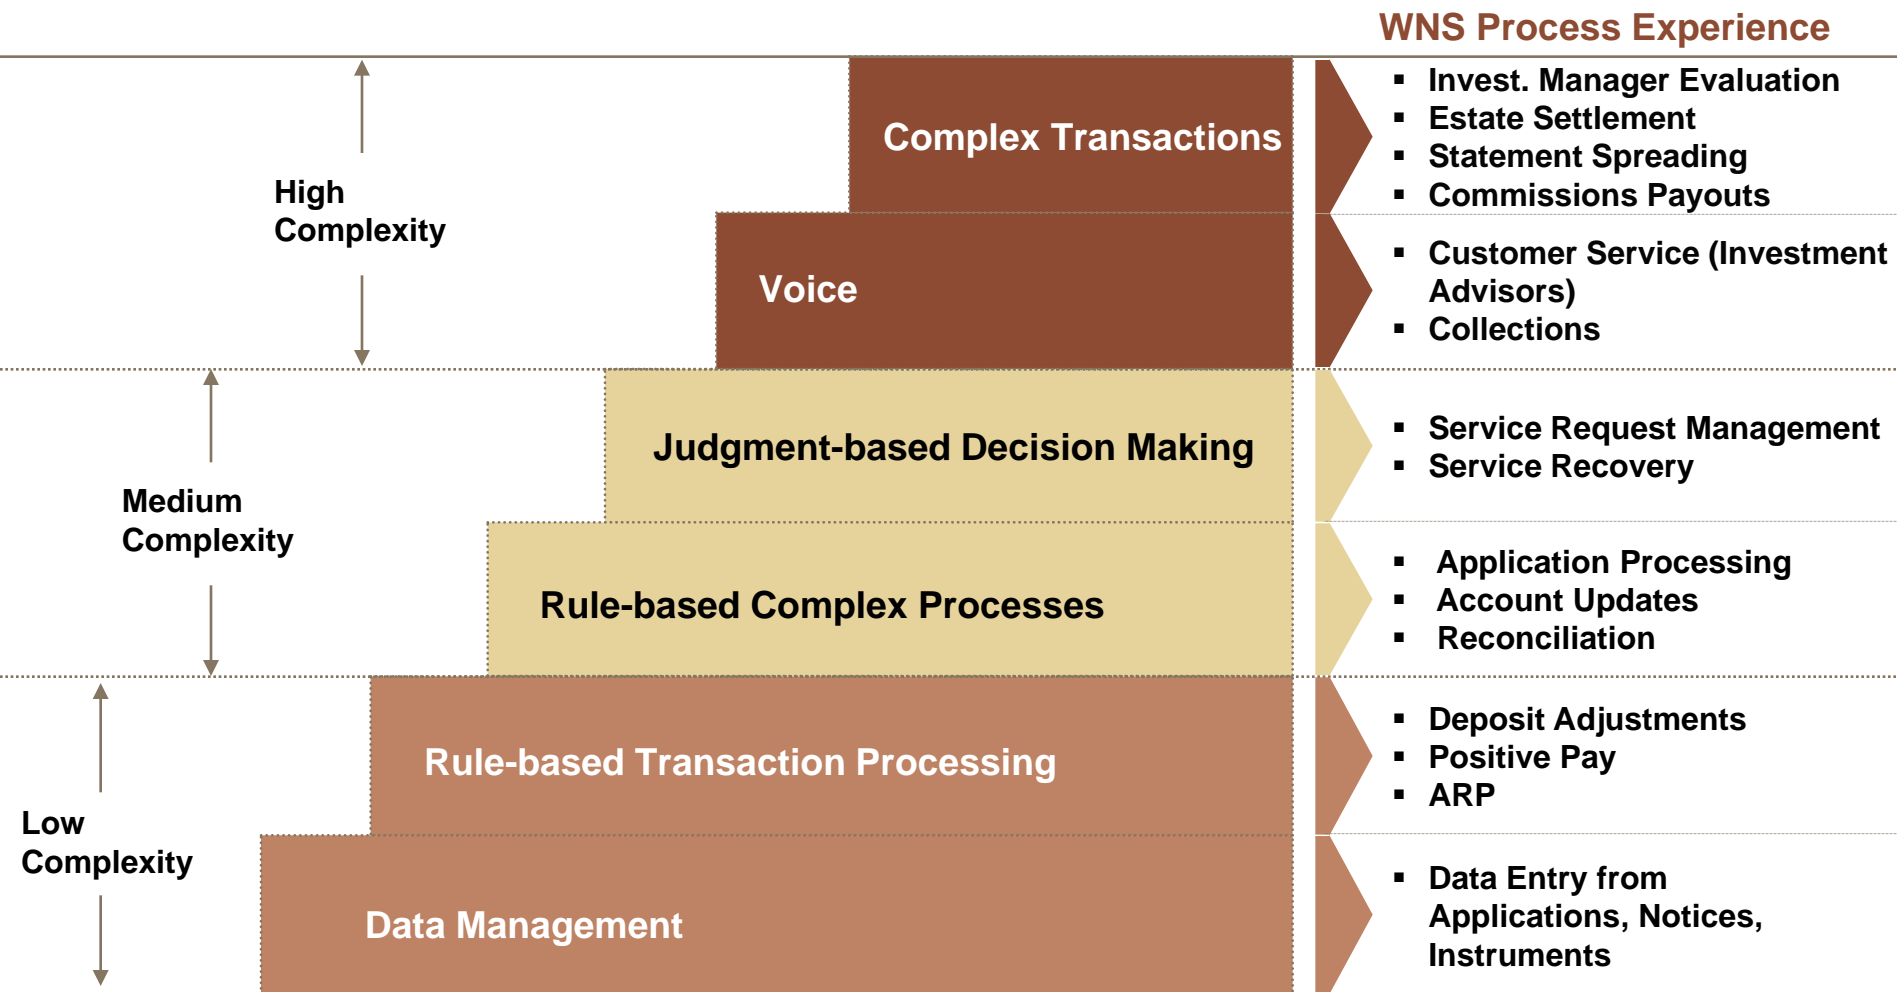 WNS Process Experience
High
Complexity
Complex Transactions
▪ Invest. Manager Evaluation
▪ Estate Settlement
▪ Statement Spreading
▪ Commissions Payouts
Voice
▪ Customer Service (Investment
Advisors)
▪ Collections
Medium
Complexity
Judgment-based Decision Making
▪ Service Request Management
▪ Service Recovery
Rule-based Complex Processes
▪ Application Processing
▪ Account Updates
▪ Reconciliation
Low
Complexity
Rule-based Transaction Processing
▪ Deposit Adjustments
▪ Positive Pay
▪ ARP
Data Management
▪ Data Entry from
Applications, Notices,
Instruments